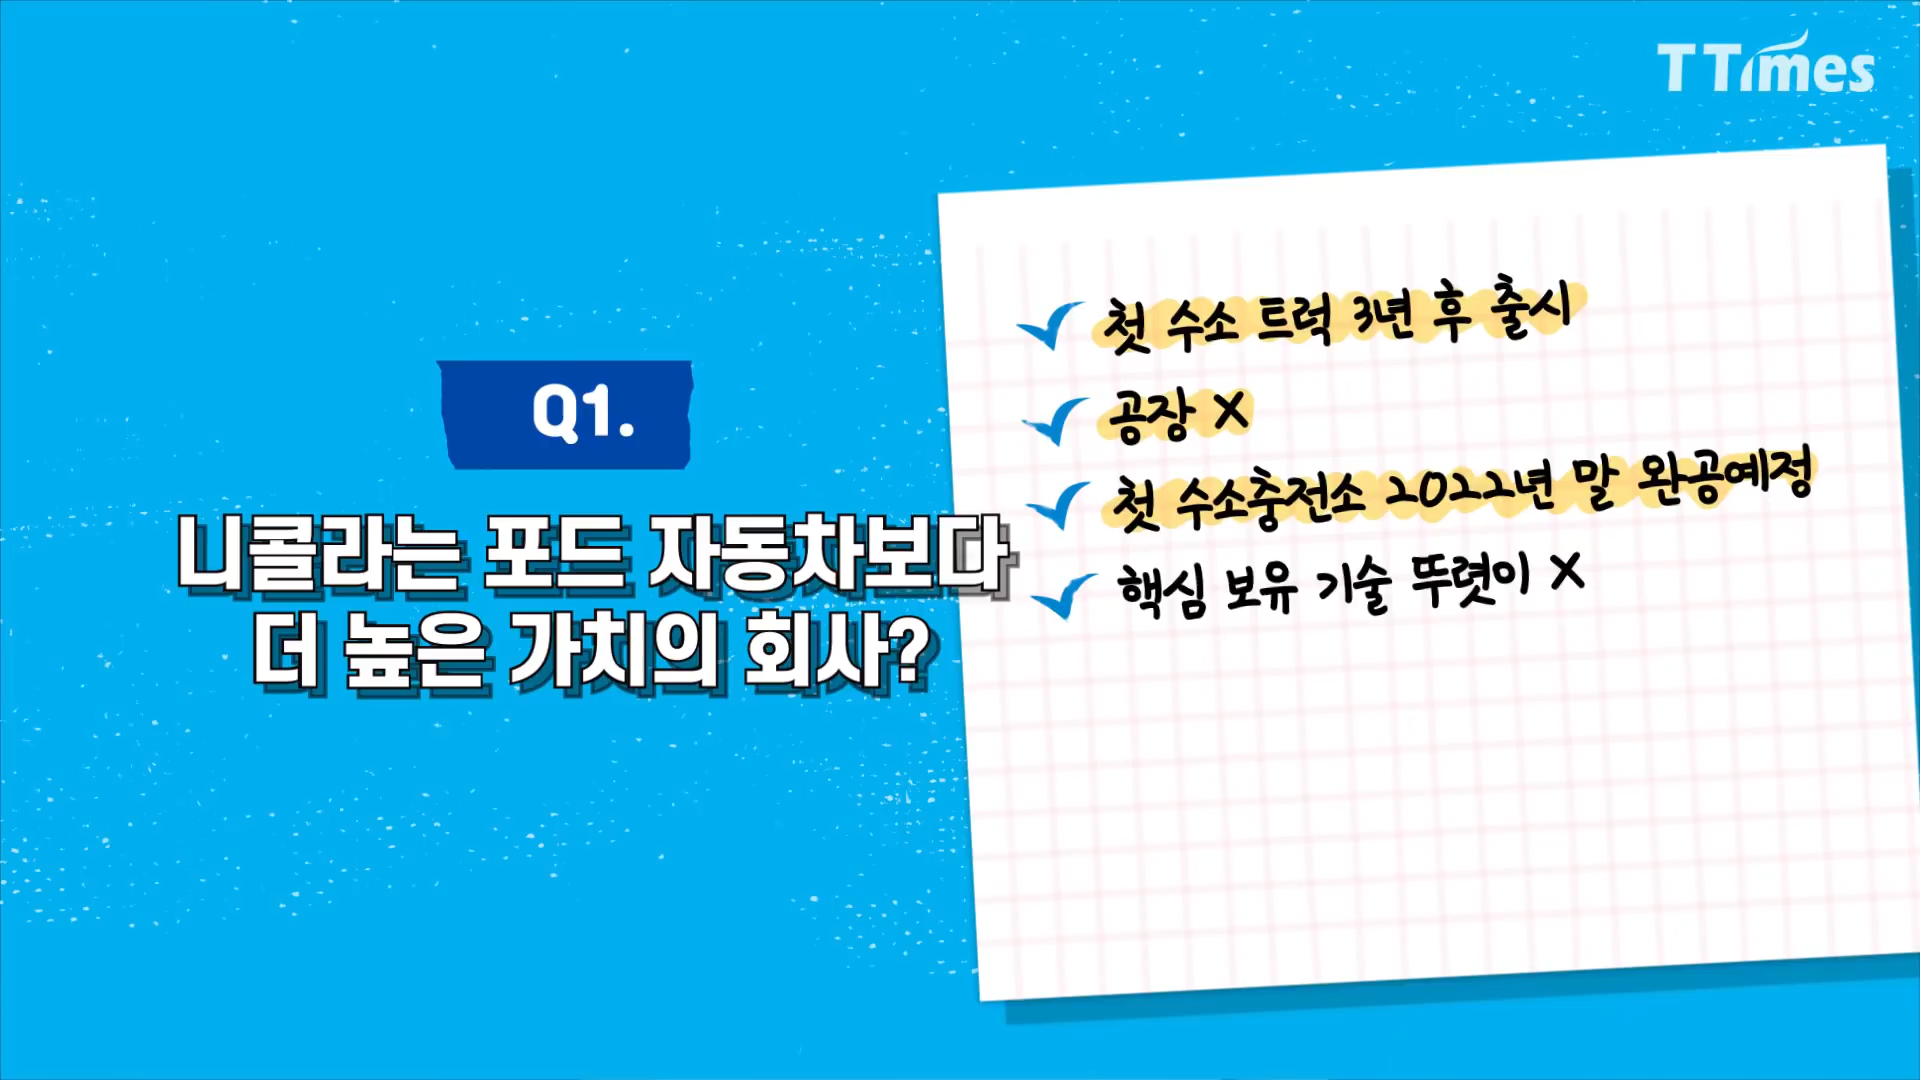 TTimes
Q1.
니콜라는 포드 자동차보다
더 높은 가치의 회사?
첫 수소 트럭 3년 후 출시
공장 X
첫 수소충전소 2022년 말 완공예정
핵심 보유 기술 뚜렷이 X